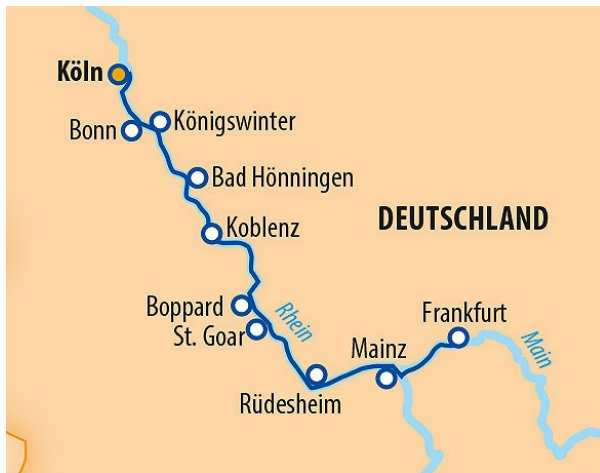 Köln
Bonn
Königswinter
Bad Hönningen
DEUTSCHLAND
Koblenz
Boppard
St. Goar
Rhein
Frankfurt
Mainz
Main
Rüdesheim